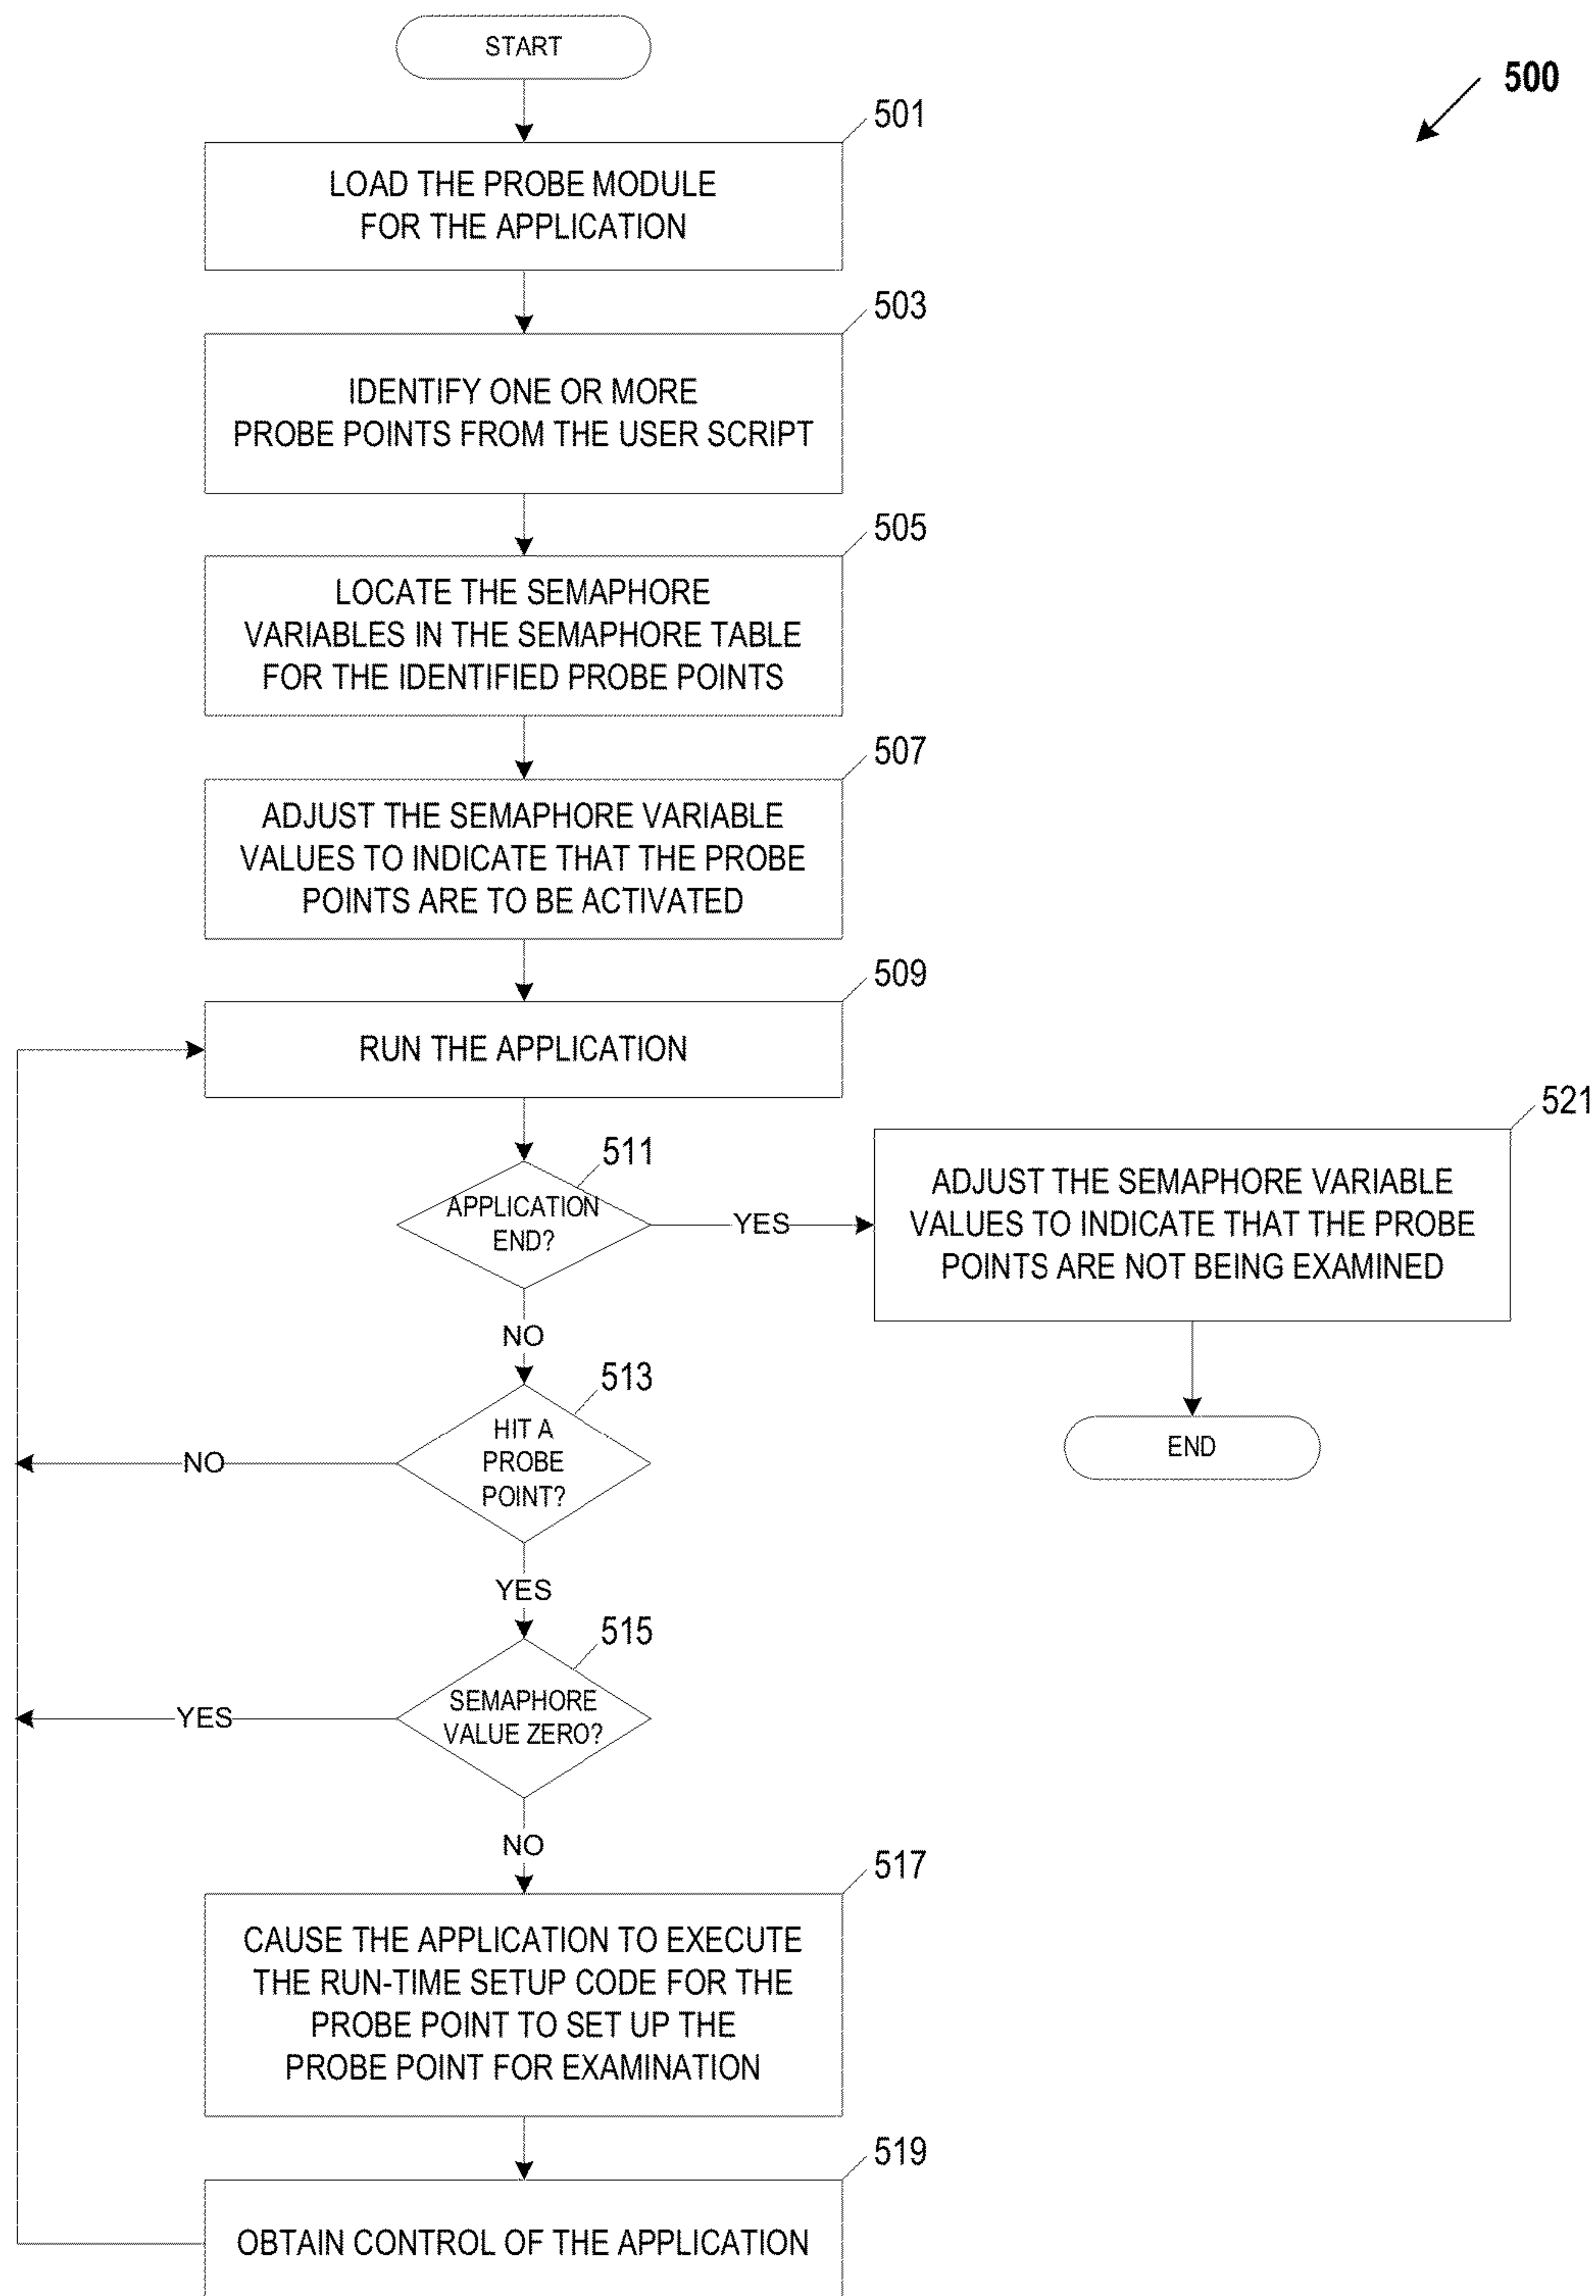 START
500
501
LOAD THE PROBE MODULE
FOR THE APPLICATION
503
IDENTIFY ONE OR MORE
PROBE POINTS FROM THE USER SCRIPT
505
LOCATE THE SEMAPHORE
VARIABLES IN THE SEMAPHORE TABLE
FOR THE IDENTIFIED PROBE POINTS
507
ADJUST THE SEMAPHORE VARIABLE
VALUES TO INDICATE THAT THE PROBE
POINTS ARE TO BE ACTIVATED
509
RUN THE APPLICATION
511
APPLICATION
END?
YES
521
ADJUST THE SEMAPHORE VARIABLE
VALUES TO INDICATE THAT THE PROBE
POINTS ARE NOT BEING EXAMINED
END
NO
513
HIT A
PROBE
POINT?
NO
YES
515
SEMAPHORE
VALUE ZERO?
YES
NO
517
CAUSE THE APPLICATION TO EXECUTE
THE RUN-TIME SETUP CODE FOR THE
PROBE POINT TO SET UP THE
PROBE POINT FOR EXAMINATION
519
OBTAIN CONTROL OF THE APPLICATION